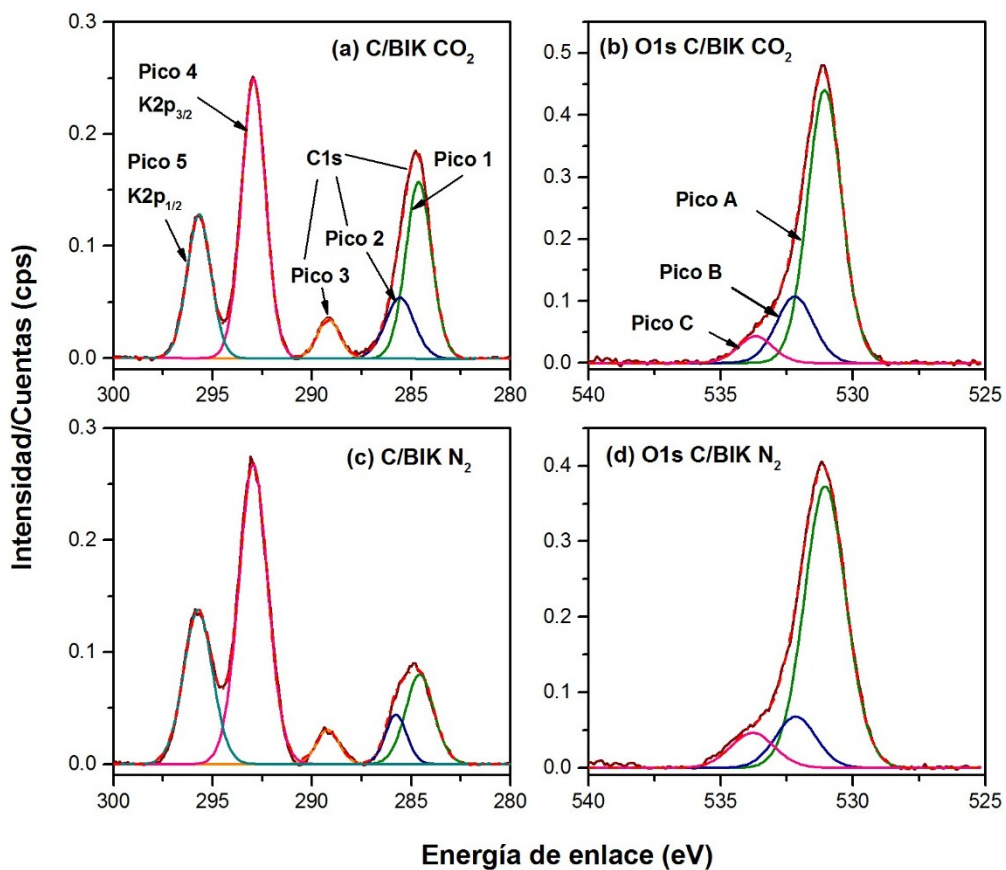 Intensidad/Cuentas (cps)
(a) C/BIK CO₂
0.3
0.2
0.1
0.0
Pico 4
K2p₃/₂
Pico 5
K2p₁/₂
C1s
Pico 1
Pico 2
Pico 3
300 295 290 285 280
(b) O1s C/BIK CO₂
0.5
0.4
0.3
0.2
0.1
0.0
Pico A
Pico B
Pico C
540 535 530 525
(c) C/BIK N₂
0.3
0.2
0.1
0.0
300 295 290 285 280
(d) O1s C/BIK N₂
0.4
0.3
0.2
0.1
0.0
540 535 530 525
Energía de enlace (eV)